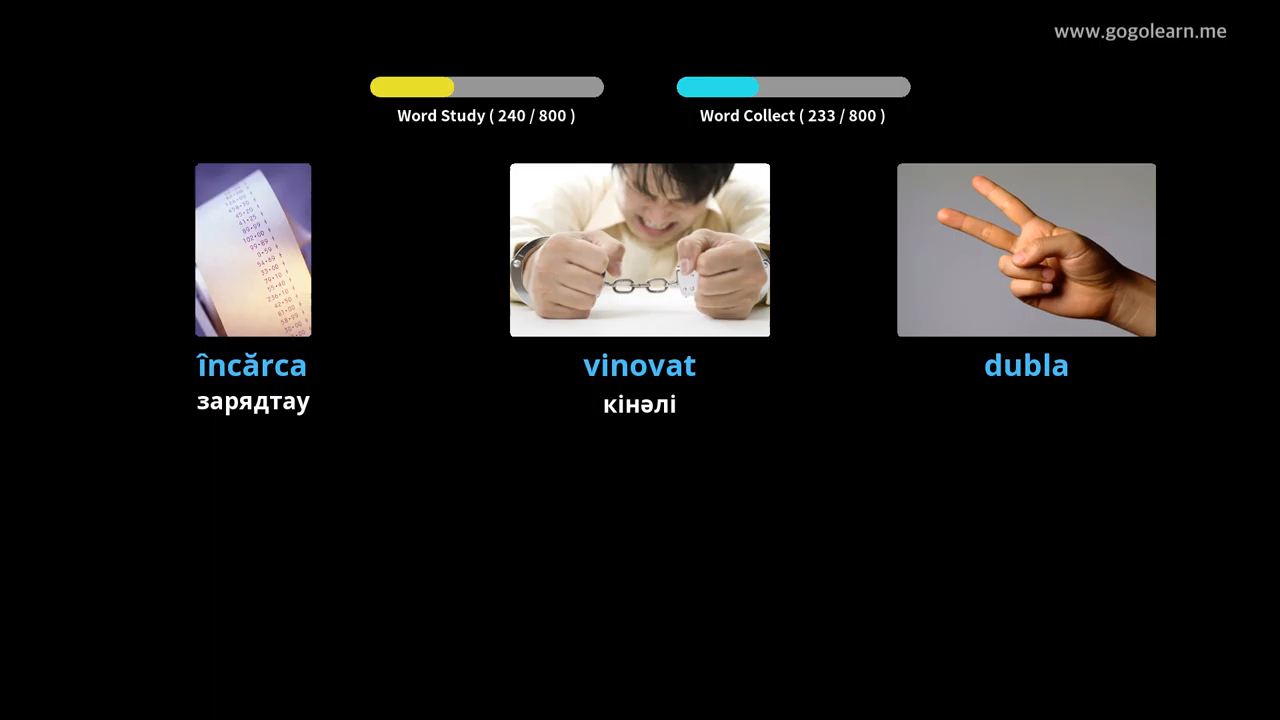 www.gogolearn.me
Word Study ( 240 / 800 )
Word Collect ( 233 / 800 )
încărca
vinovat
dubla
зарядтау
кінәлі